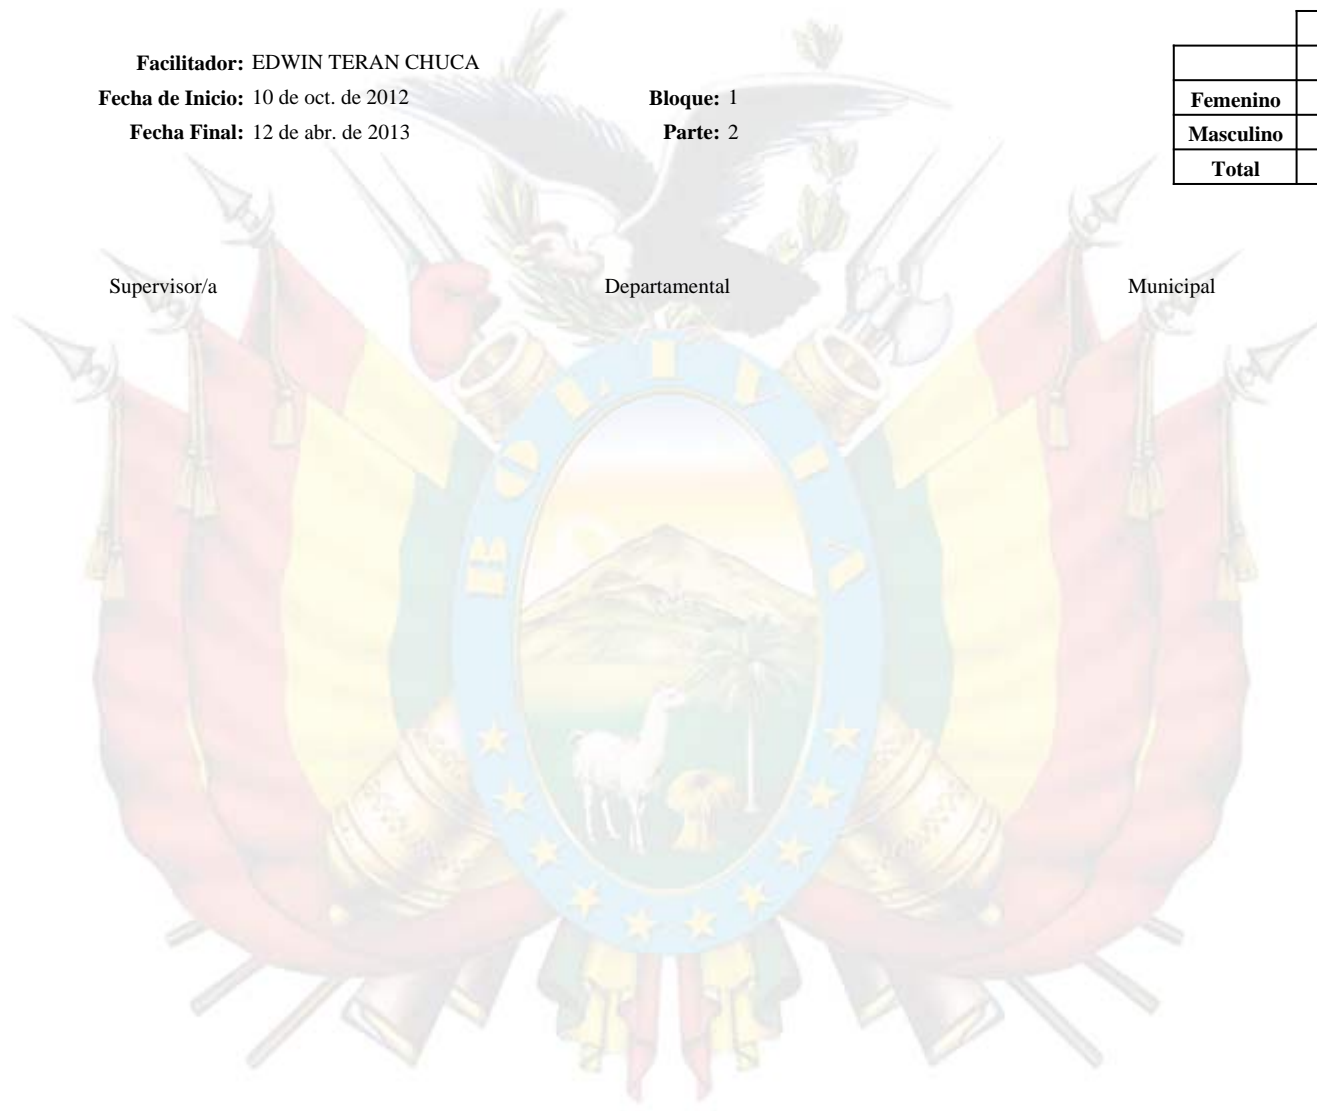 Facilitador: EDWIN TERAN CHUCA
Fecha de Inicio: 10 de oct. de 2012 Bloque: 1
Femenino
Fecha Final: 12 de abr. de 2013 Parte: 2
Masculino
Total
Supervisor/a Departamental Municipal
BOLIVIA